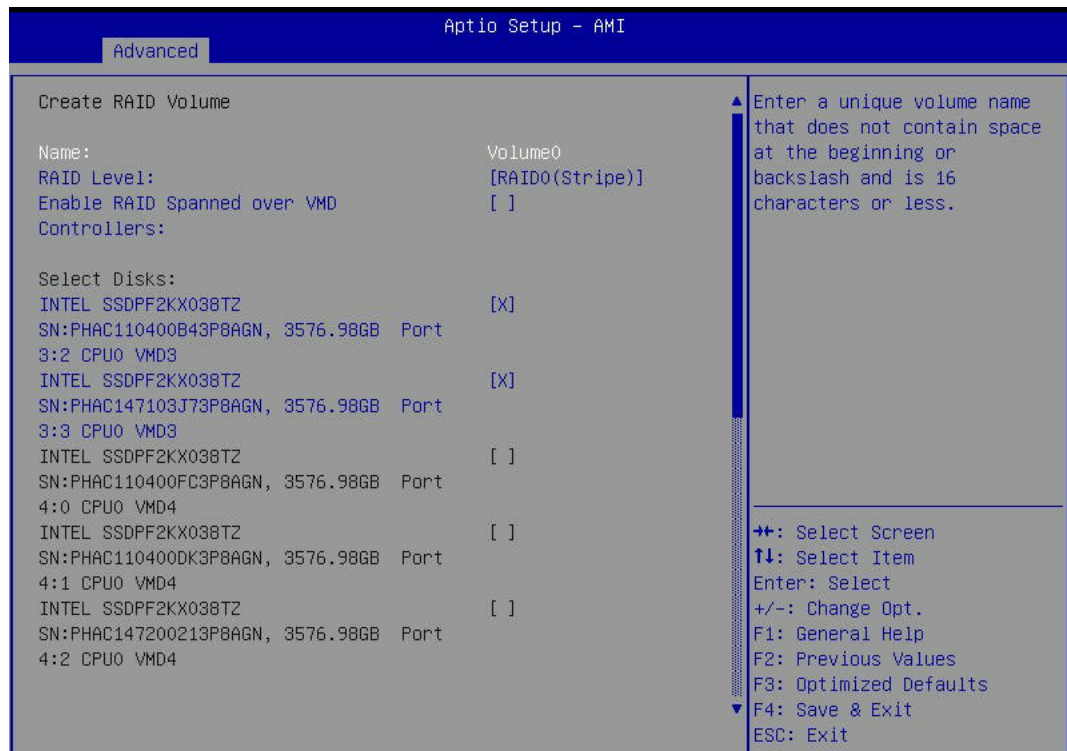 Aptio Setup – AMI
Advanced
Create RAID Volume
Name: Volume0
RAID Level: [RAID0(Stripe)]
Enable RAID Spanned over VMD [ ]
Controllers:
Select Disks:
INTEL SSDPF2KX038TZ [X]
SN:PHAC110400B43P8AGN, 3576.98GB Port
3:2 CPU0 VMD3
INTEL SSDPF2KX038TZ [X]
SN:PHAC147103J73P8AGN, 3576.98GB Port
3:3 CPU0 VMD3
INTEL SSDPF2KX038TZ [ ]
SN:PHAC110400FC3P8AGN, 3576.98GB Port
4:0 CPU0 VMD4
INTEL SSDPF2KX038TZ [ ]
SN:PHAC110400DK3P8AGN, 3576.98GB Port
4:1 CPU0 VMD4
INTEL SSDPF2KX038TZ [ ]
SN:PHAC147200213P8AGN, 3576.98GB Port
4:2 CPU0 VMD4
Enter a unique volume name
that does not contain space
at the beginning or
backslash and is 16
characters or less.
→←: Select Screen
↑↓: Select Item
Enter: Select
+/-: Change Opt.
F1: General Help
F2: Previous Values
F3: Optimized Defaults
F4: Save & Exit
ESC: Exit